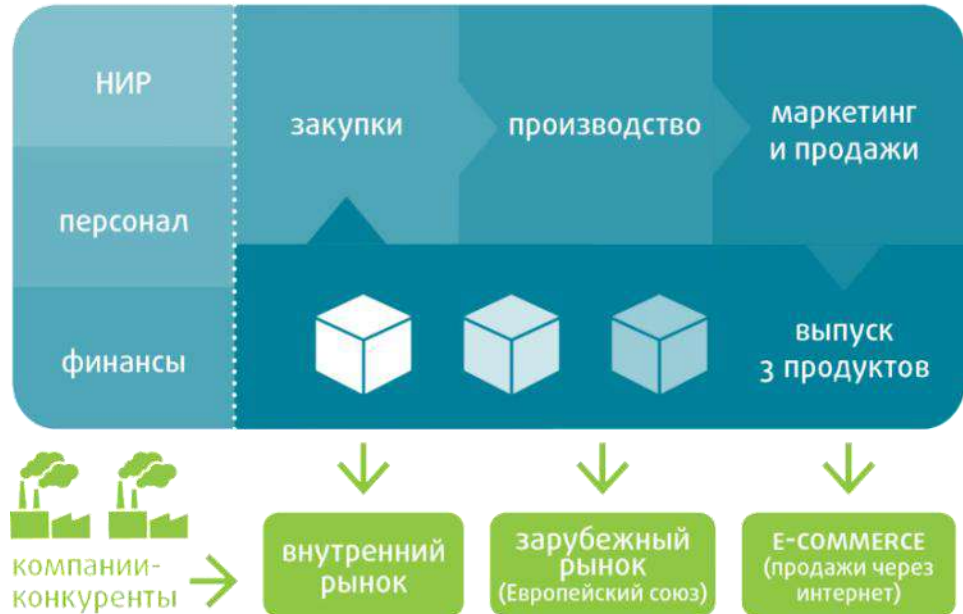 НИР
персонал
финансы
закупки
производство
маркетинг
и продажи
выпуск
3 продуктов
компании-
конкуренты
внутренний
рынок
зарубежный
рынок
(Европейский союз)
E-COMMERCE
(продажи через
интернет)